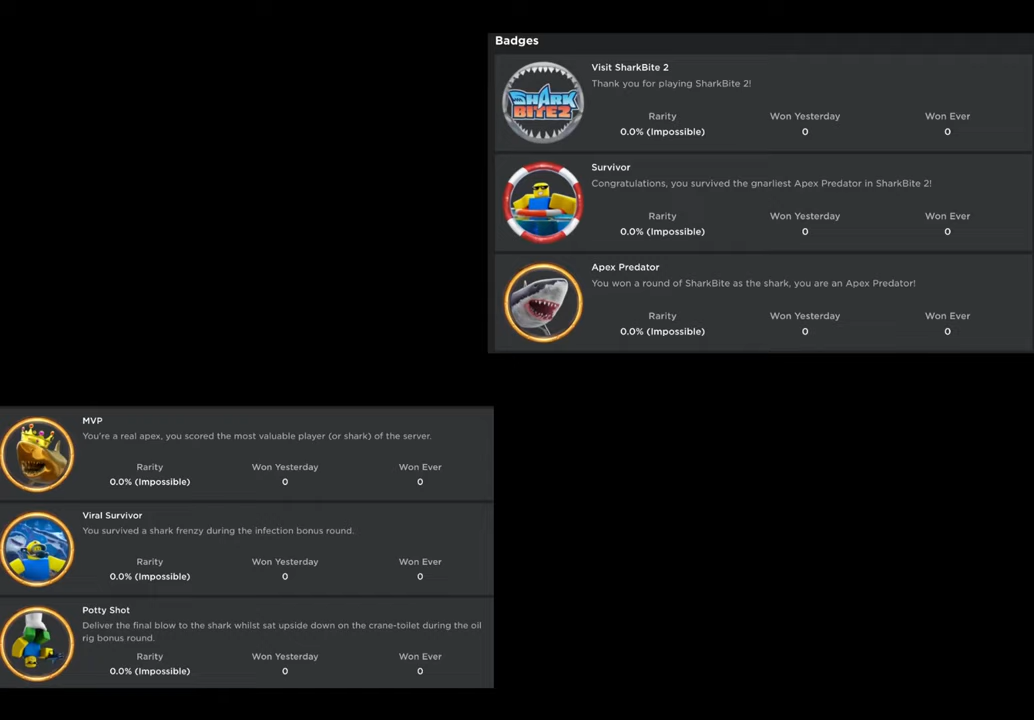 Badges
Visit SharkBite 2
Thank you for playing SharkBite 2!
Rarity Won Yesterday Won Ever
0.0% (Impossible) 0 0
SHARK
BITE2
Survivor
Congratulations, you survived the gnarliest Apex Predator in SharkBite 2!
Rarity Won Yesterday Won Ever
0.0% (Impossible) 0 0
Apex Predator
You won a round of SharkBite as the shark, you are an Apex Predator!
Rarity Won Yesterday Won Ever
0.0% (Impossible) 0 0
MVP
You're a real apex, you scored the most valuable player (or shark) of the server.
Rarity Won Yesterday Won Ever
0.0% (Impossible) 0 0
Viral Survivor
You survived a shark frenzy during the infection bonus round.
Rarity Won Yesterday Won Ever
0.0% (Impossible) 0 0
Potty Shot
Deliver the final blow to the shark whilst sat upside down on the crane-toilet during the oil
rig bonus round.
Rarity Won Yesterday Won Ever
0.0% (Impossible) 0 0